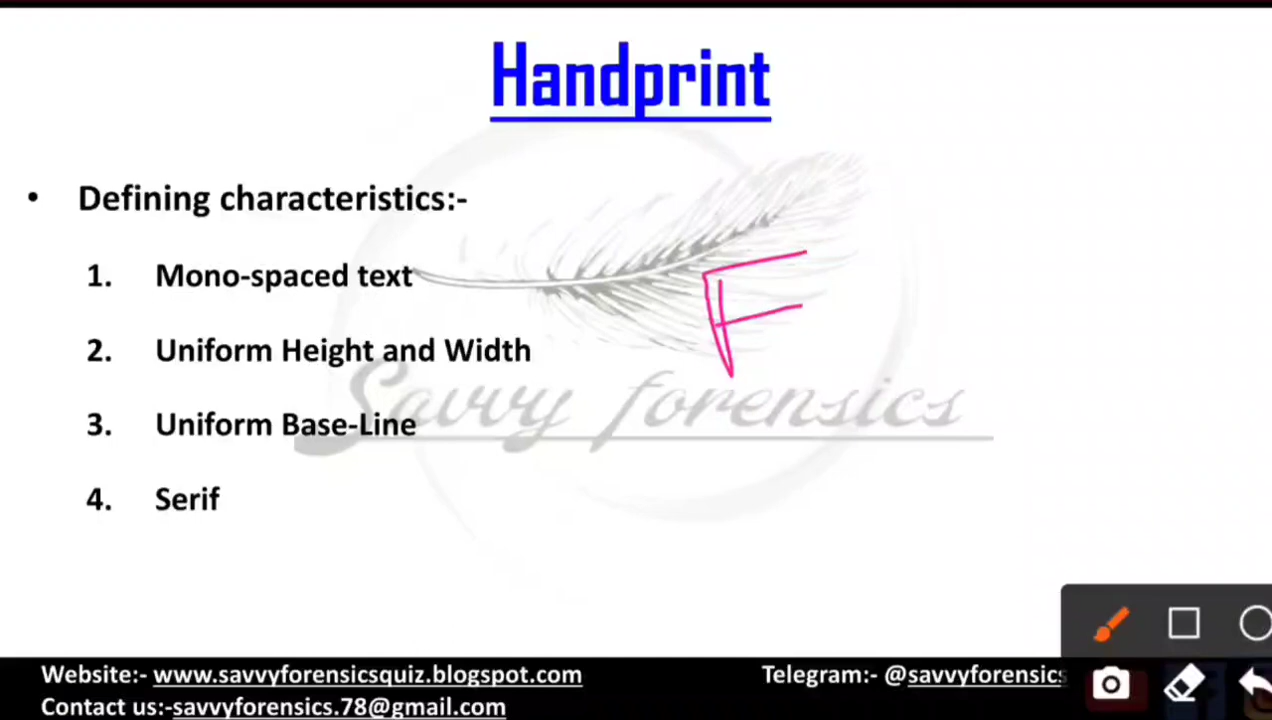 Handprint
• Defining characteristics:-
1. Mono-spaced text
2. Uniform Height and Width
3. Uniform Base-Line
4. Serif
F
Savvy forensics
Website:- www.savvyforensicsquiz.blogspot.com
Telegram:- @savvyforensics
Contact us:-savvyforensics.78@gmail.com